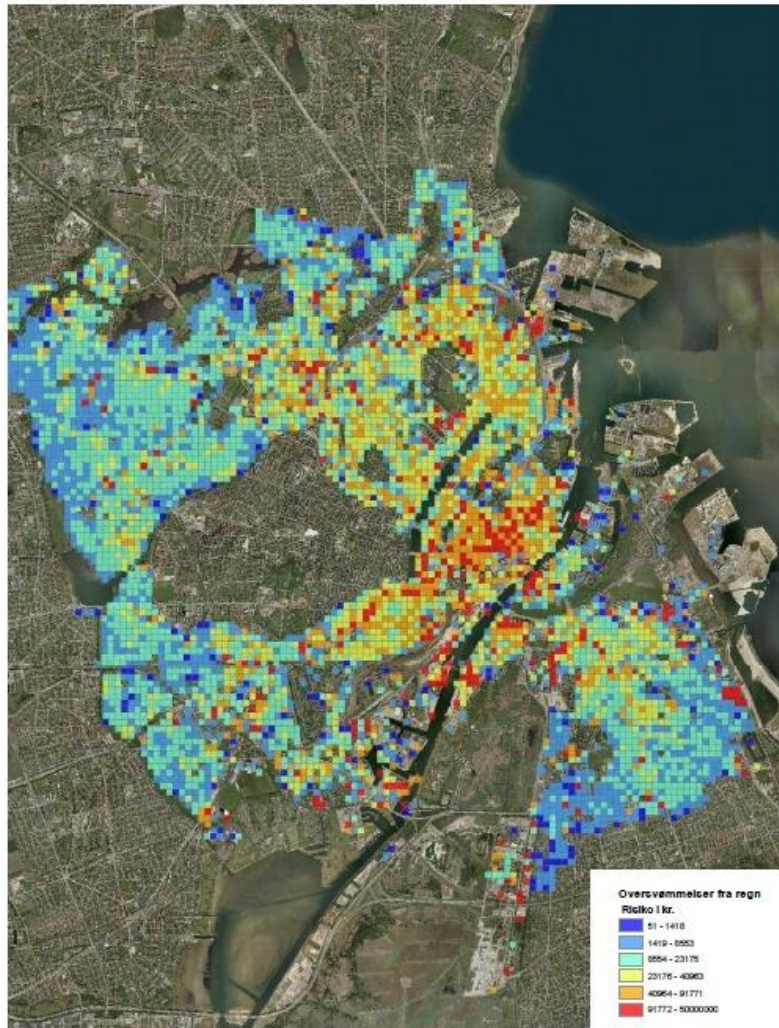 Oversvømmelser fra regn
Risiko i kr.
51 - 1418
1419 - 8553
8554 - 23175
23176 - 40963
40964 - 91771
91772 - 50000000